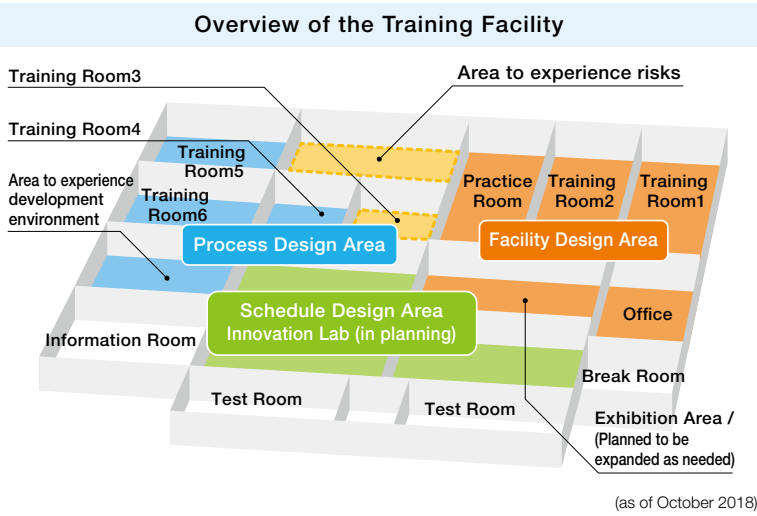 Overview of the Training Facility
Training Room3
Area to experience risks
Training Room4
Training
Room5
Area to experience
development
environment
Training
Room6
Practice
Room
Training
Room2
Training
Room1
Process Design Area
Facility Design Area
Schedule Design Area
Innovation Lab (in planning)
Office
Information Room
Break Room
Test Room
Test Room
Exhibition Area /
(Planned to be
expanded as needed)
(as of October 2018)